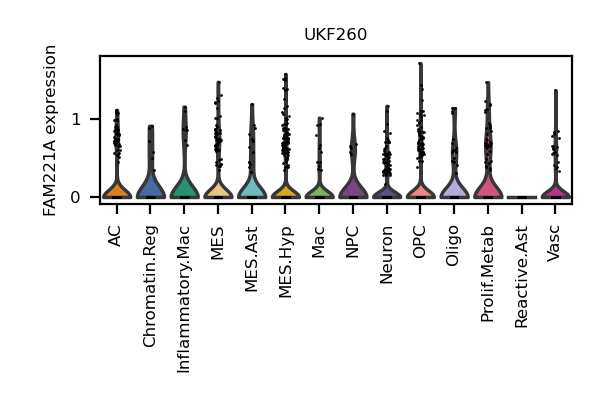 UKF260
FAM221A expression
1
0
AC
Chromatin.Reg
Inflammatory.Mac
MES
MES.Ast
MES.Hyp
Mac
NPC
Neuron
OPC
Oligo
Prolif.Metab
Reactive.Ast
Vasc